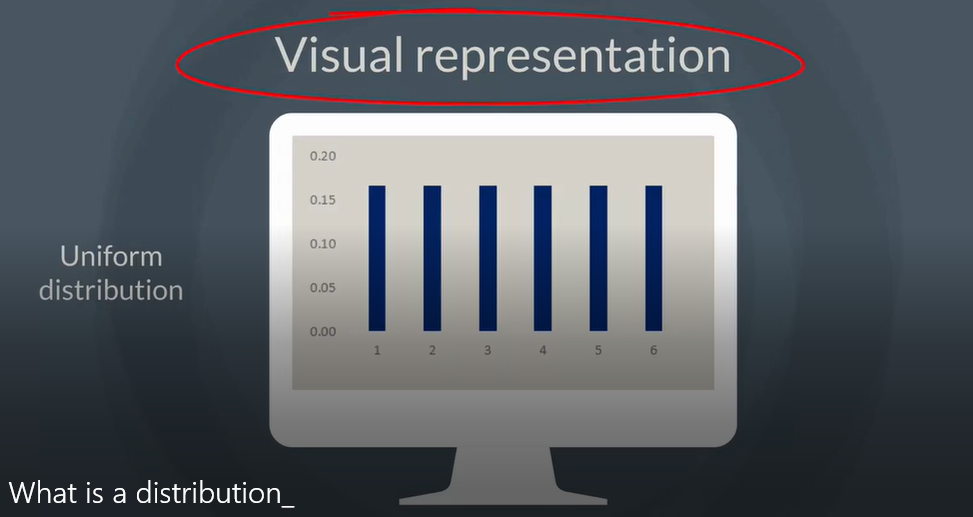 Visual representation
Uniform
distribution
0.20
0.15
0.10
0.05
0.00
1 2 3 4 5 6
What is a distribution_